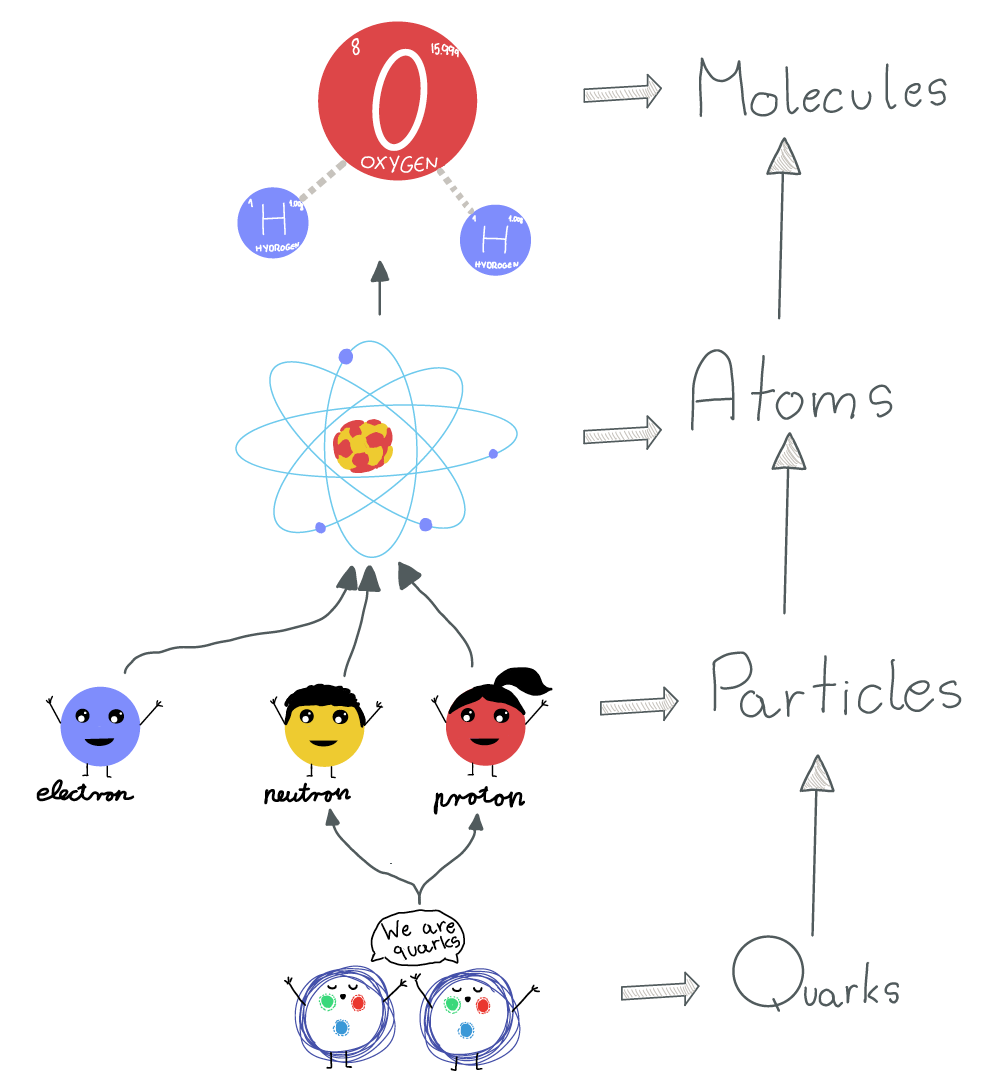 8 15.999
O
OXYGEN
Molecules
1 1.008
H
HYDROGEN
1 1.008
H
HYDROGEN
Atoms
Particles
electron
neutron
proton
We are
quarks
Quarks